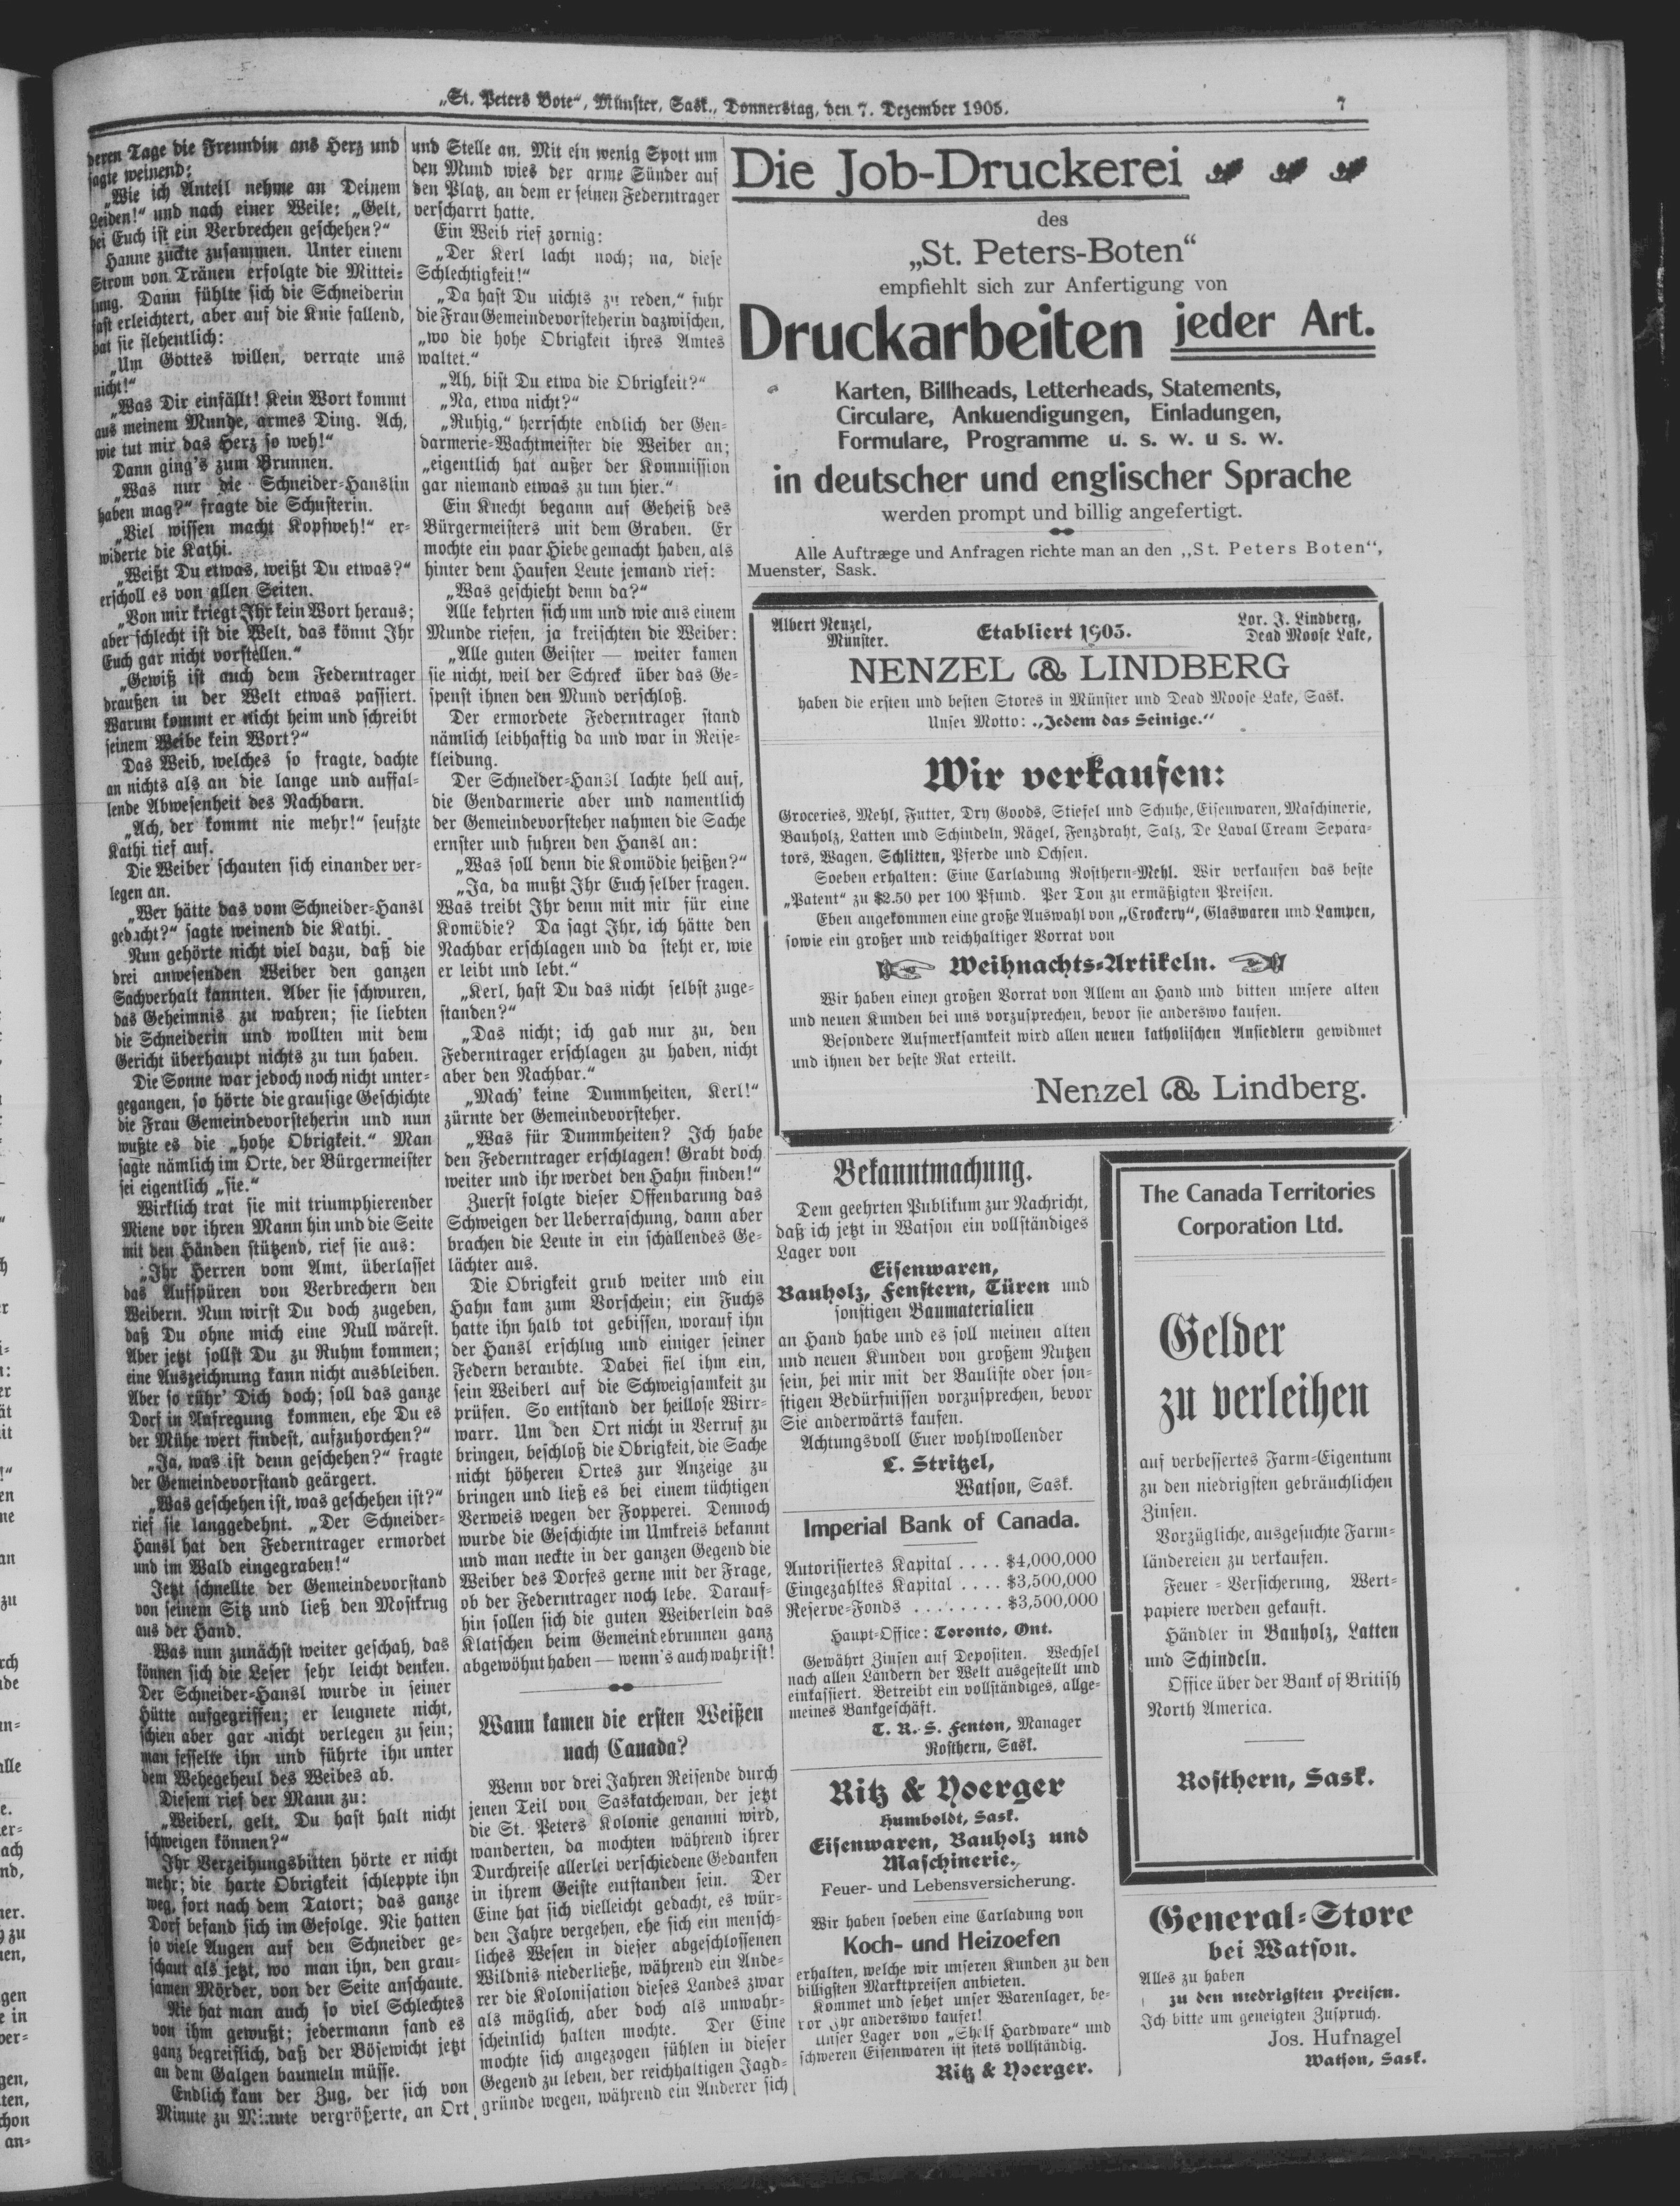 „St. Peters Bote“, Münster, Sask., Donnerstag, den 7. Dezember 1905.
7
deren Tage die Freundin ans Herz und
sagte weinend:
„Wie ich Anteil nehme an Deinem
Leiden!“ und nach einer Weile: „Gelt,
bei Euch ist ein Verbrechen geschehen?“
Hanne zuckte zusammen. Unter einem
Strom von Tränen erfolgte die Mittei-
lung. Dann fühlte sich die Schneiderin
fast erleichtert, aber auf die Knie fallend,
bat sie flehentlich:
„Um Gottes willen, verrate uns
nicht!“
„Was Dir einfällt! Kein Wort kommt
aus meinem Munde, armes Ding. Ach,
wie tut mir das Herz so weh!“
Dann ging's zum Brunnen.
„Was nur die Schneider-Hanslin
haben mag?“ fragte die Schusterin.
„Viel wissen macht Kopfweh!“ er-
widerte die Kathi.
„Weißt Du etwas, weißt Du etwas?“
erscholl es von allen Seiten.
„Von mir kriegt Ihr kein Wort heraus;
aber schlecht ist die Welt, das könnt Ihr
Euch gar nicht vorstellen.“
„Gewiß ist auch dem Federntrager
draußen in der Welt etwas passiert.
Warum kommt er nicht heim und schreibt
seinem Weibe kein Wort?“
Das Weib, welches so fragte, dachte
an nichts als an die lange und auffal-
lende Abwesenheit des Nachbarn.
„Ach, der kommt nie mehr!“ seufzte
Kathi tief auf.
Die Weiber schauten sich einander ver-
legen an.
„Wer hätte das vom Schneider-Hansl
gedacht?“ sagte weinend die Kathi.
Nun gehörte nicht viel dazu, daß die
drei anwesenden Weiber den ganzen
Sachverhalt kannten. Aber sie schwuren,
das Geheimnis zu wahren; sie liebten
die Schneiderin und wollten mit dem
Gericht überhaupt nichts zu tun haben.
Die Sonne war jedoch noch nicht unter-
gegangen, so hörte die grausige Geschichte
die Frau Gemeindevorsteherin und nun
wußte es die „hohe Obrigkeit.“ Man
sagte nämlich im Orte, der Bürgermeister
sei eigentlich „sie.“
Wirklich trat sie mit triumphierender
Miene vor ihren Mann hin und die Seite
mit den Händen stützend, rief sie aus:
„Ihr Herren vom Amt, überlasset
das Aufspüren von Verbrechern den
Weibern. Nun wirst Du doch zugeben,
daß Du ohne mich eine Null wärest.
Aber jetzt sollst Du zu Ruhm kommen;
eine Auszeichnung kann nicht ausbleiben.
Aber so rühr' Dich doch; soll das ganze
Dorf in Aufregung kommen, ehe Du es
der Mühe wert findest, aufzuhorchen?“
„Ja, was ist denn geschehen?“ fragte
der Gemeindevorstand geärgert.
„Was geschehen ist, was geschehen ist?“
rief sie langgedehnt. „Der Schneider-
Hansl hat den Federntrager ermordet
und im Wald eingegraben!“
Jetzt schnellte der Gemeindevorstand
von seinem Sitz und ließ den Mostkrug
aus der Hand.
Was nun zunächst weiter geschah, das
können sich die Leser sehr leicht denken.
Der Schneider-Hansl wurde in seiner
Hütte aufgegriffen; er leugnete nicht,
schien aber gar nicht verlegen zu sein;
man fesselte ihn und führte ihn unter
dem Wehegeheul des Weibes ab.
Diesem rief der Mann zu:
„Weiberl, gelt, Du hast halt nicht
schweigen können?“
Ihr Verzeihungsbitten hörte er nicht
mehr; die harte Obrigkeit schleppte ihn
weg, fort nach dem Tatort; das ganze
Dorf befand sich im Gefolge. Nie hatten
so viele Augen auf den Schneider ge-
schaut als jetzt, wo man ihn, den grau-
samen Mörder, von der Seite anschaute.
Nie hat man auch so viel Schlechtes
von ihm gewußt; jedermann fand es
ganz begreiflich, daß der Bösewicht jetzt
an dem Galgen baumeln müsse.
Endlich kam der Zug, der sich von
Minute zu Minute vergrößerte, an Ort
und Stelle an. Mit ein wenig Spott um
den Mund wies der arme Sünder auf
den Platz, an dem er seinen Federntrager
verscharrt hatte.
Ein Weib rief zornig:
„Der Kerl lacht noch; na, diese
Schlechtigkeit!“
„Da hast Du nichts zu reden,“ fuhr
die Frau Gemeindevorsteherin dazwischen,
„wo die hohe Obrigkeit ihres Amtes
waltet.“
„Ah, bist Du etwa die Obrigkeit?“
„Na, etwa nicht?“
„Ruhig,“ herrschte endlich der Gen-
darmerie-Wachtmeister die Weiber an;
„eigentlich hat außer der Kommission
gar niemand etwas zu tun hier.“
Ein Knecht begann auf Geheiß des
Bürgermeisters mit dem Graben. Er
mochte ein paar Hiebe gemacht haben, als
hinter dem Haufen Leute jemand rief:
„Was geschieht denn da?“
Alle kehrten sich um und wie aus einem
Munde riefen, ja kreischten die Weiber:
„Alle guten Geister — weiter kamen
sie nicht, weil der Schreck über das Ge-
spenst ihnen den Mund verschloß.
Der ermordete Federntrager stand
nämlich leibhaftig da und war in Reise-
kleidung.
Der Schneider-Hansl lachte hell auf,
die Gendarmerie aber und namentlich
der Gemeindevorsteher nahmen die Sache
ernster und fuhren den Hansl an:
„Was soll denn die Komödie heißen?“
„Ja, da mußt Ihr Euch selber fragen.
Was treibt Ihr denn mit mir für eine
Komödie? Da sagt Ihr, ich hätte den
Nachbar erschlagen und da steht er, wie
er leibt und lebt.“
„Kerl, hast Du das nicht selbst zuge-
standen?“
„Das nicht; ich gab nur zu, den
Federntrager erschlagen zu haben, nicht
aber den Nachbar.“
„Mach' keine Dummheiten, Kerl!“
zürnte der Gemeindevorsteher.
„Was für Dummheiten? Ich habe
den Federntrager erschlagen! Grabt doch
weiter und ihr werdet den Hahn finden!“
Zuerst folgte dieser Offenbarung das
Schweigen der Ueberraschung, dann aber
brachen die Leute in ein schallendes Ge-
lächter aus.
Die Obrigkeit grub weiter und ein
Hahn kam zum Vorschein; ein Fuchs
hatte ihn halb tot gebissen, worauf ihn
der Hansl erschlug und einiger seiner
Federn beraubte. Dabei fiel ihm ein,
sein Weiberl auf die Schweigsamkeit zu
prüfen. So entstand der heillose Wirr-
warr. Um den Ort nicht in Verruf zu
bringen, beschloß die Obrigkeit, die Sache
nicht höheren Ortes zur Anzeige zu
bringen und ließ es bei einem tüchtigen
Verweis wegen der Fopperei. Dennoch
wurde die Geschichte im Umkreis bekannt
und man neckte in der ganzen Gegend die
Weiber des Dorfes gerne mit der Frage,
ob der Federntrager noch lebe. Darauf-
hin sollen sich die guten Weiberlein das
Klatschen beim Gemeindebrunnen ganz
abgewöhnt haben — wenn's auch wahr ist!
Wann kamen die ersten Weißen
nach Canada?
Wenn vor drei Jahren Reisende durch
jenen Teil von Saskatchewan, der jetzt
die St. Peters Kolonie genannt wird,
wanderten, da mochten während ihrer
Durchreise allerlei verschiedene Gedanken
in ihrem Geiste entstanden sein. Der
Eine hat sich vielleicht gedacht, es wür-
den Jahre vergehen, ehe sich ein mensch-
liches Wesen in dieser abgeschlossenen
Wildnis niederließe, während ein Ande-
rer die Kolonisation dieses Landes zwar
als möglich, aber doch als unwahr-
scheinlich halten mochte. Der Eine
mochte sich angezogen fühlen in dieser
Gegend zu leben, der reichhaltigen Jagd-
gründe wegen, während ein Anderer sich
Die Job-Druckerei
des
„St. Peters-Boten“
empfiehlt sich zur Anfertigung von
Druckarbeiten jeder Art.
Karten, Billheads, Letterheads, Statements,
Circulare, Ankuendigungen, Einladungen,
Formulare, Programme u. s. w. u s. w.
in deutscher und englischer Sprache
werden prompt und billig angefertigt.
Alle Auftræge und Anfragen richte man an den „St. Peters Boten“,
Muenster, Sask.
Albert Nenzel,
Münster.
Etabliert 1905.
Lor. J. Lindberg,
Dead Moose Lake,
NENZEL & LINDBERG
haben die ersten und besten Stores in Münster und Dead Moose Lake, Sask.
Unser Motto: „Jedem das Seinige.“
Wir verkaufen:
Groceries, Mehl, Futter, Dry Goods, Stiefel und Schuhe, Eisenwaren, Maschinerie,
Bauholz, Latten und Schindeln, Nägel, Fenzdraht, Salz, De Laval Cream Separa-
tors, Wagen, Schlitten, Pferde und Ochsen.
Soeben erhalten: Eine Carladung Rosthern-Mehl. Wir verkaufen das beste
„Patent“ zu $2.50 per 100 Pfund. Per Ton zu ermäßigten Preisen.
Eben angekommen eine große Auswahl von „Crockery“, Glaswaren und Lampen,
sowie ein großer und reichhaltiger Vorrat von
Weihnachts-Artikeln.
Wir haben einen großen Vorrat von Allem an Hand und bitten unsere alten
und neuen Kunden bei uns vorzusprechen, bevor sie anderswo kaufen.
Besondere Aufmerksamkeit wird allen neuen katholischen Ansiedlern gewidmet
und ihnen der beste Rat erteilt.
Nenzel & Lindberg.
Bekanntmachung.
Dem geehrten Publikum zur Nachricht,
daß ich jetzt in Watson ein vollständiges
Lager von
Eisenwaren,
Bauholz, Fenstern, Türen und
sonstigen Baumaterialien
an Hand habe und es soll meinen alten
und neuen Kunden von großem Nutzen
sein, bei mir mit der Bauliste oder son-
stigen Bedürfnissen vorzusprechen, bevor
Sie anderwärts kaufen.
Achtungsvoll Euer wohlwollender
C. Stritzel,
Watson, Sask.
Imperial Bank of Canada.
Autorisiertes Kapital .... $4,000,000
Eingezahltes Kapital .... $3,500,000
Reserve-Fonds ........ $3,500,000
Haupt-Office: Toronto, Ont.
Gewährt Zinsen auf Depositen. Wechsel
nach allen Ländern der Welt ausgestellt und
einkassiert. Betreibt ein vollständiges, allge-
meines Bankgeschäft.
T. R. S. Fenton, Manager
Rosthern, Sask.
Ritz & Yoerger
Humboldt, Sask.
Eisenwaren, Bauholz und
Maschinerie.
Feuer- und Lebensversicherung.
Wir haben soeben eine Carladung von
Koch- und Heizoefen
erhalten, welche wir unseren Kunden zu den
billigsten Marktpreisen anbieten.
Kommet und sehet unser Warenlager, be-
vor Ihr anderswo kaufet!
Unser Lager von „Shelf Hardware“ und
schweren Eisenwaren ist stets vollständig.
Ritz & Yoerger.
The Canada Territories
Corporation Ltd.
Gelder
zu verleihen
auf verbessertes Farm-Eigentum
zu den niedrigsten gebräuchlichen
Zinsen.
Vorzügliche, ausgesuchte Farm-
ländereien zu verkaufen.
Feuer-Versicherung, Wert-
papiere werden gekauft.
Händler in Bauholz, Latten
und Schindeln.
Office über der Bank of British
North America.
Rosthern, Sask.
General-Store
bei Watson.
Alles zu haben
zu den niedrigsten Preisen.
Ich bitte um geneigten Zuspruch.
Jos. Hufnagel
Watson, Sask.